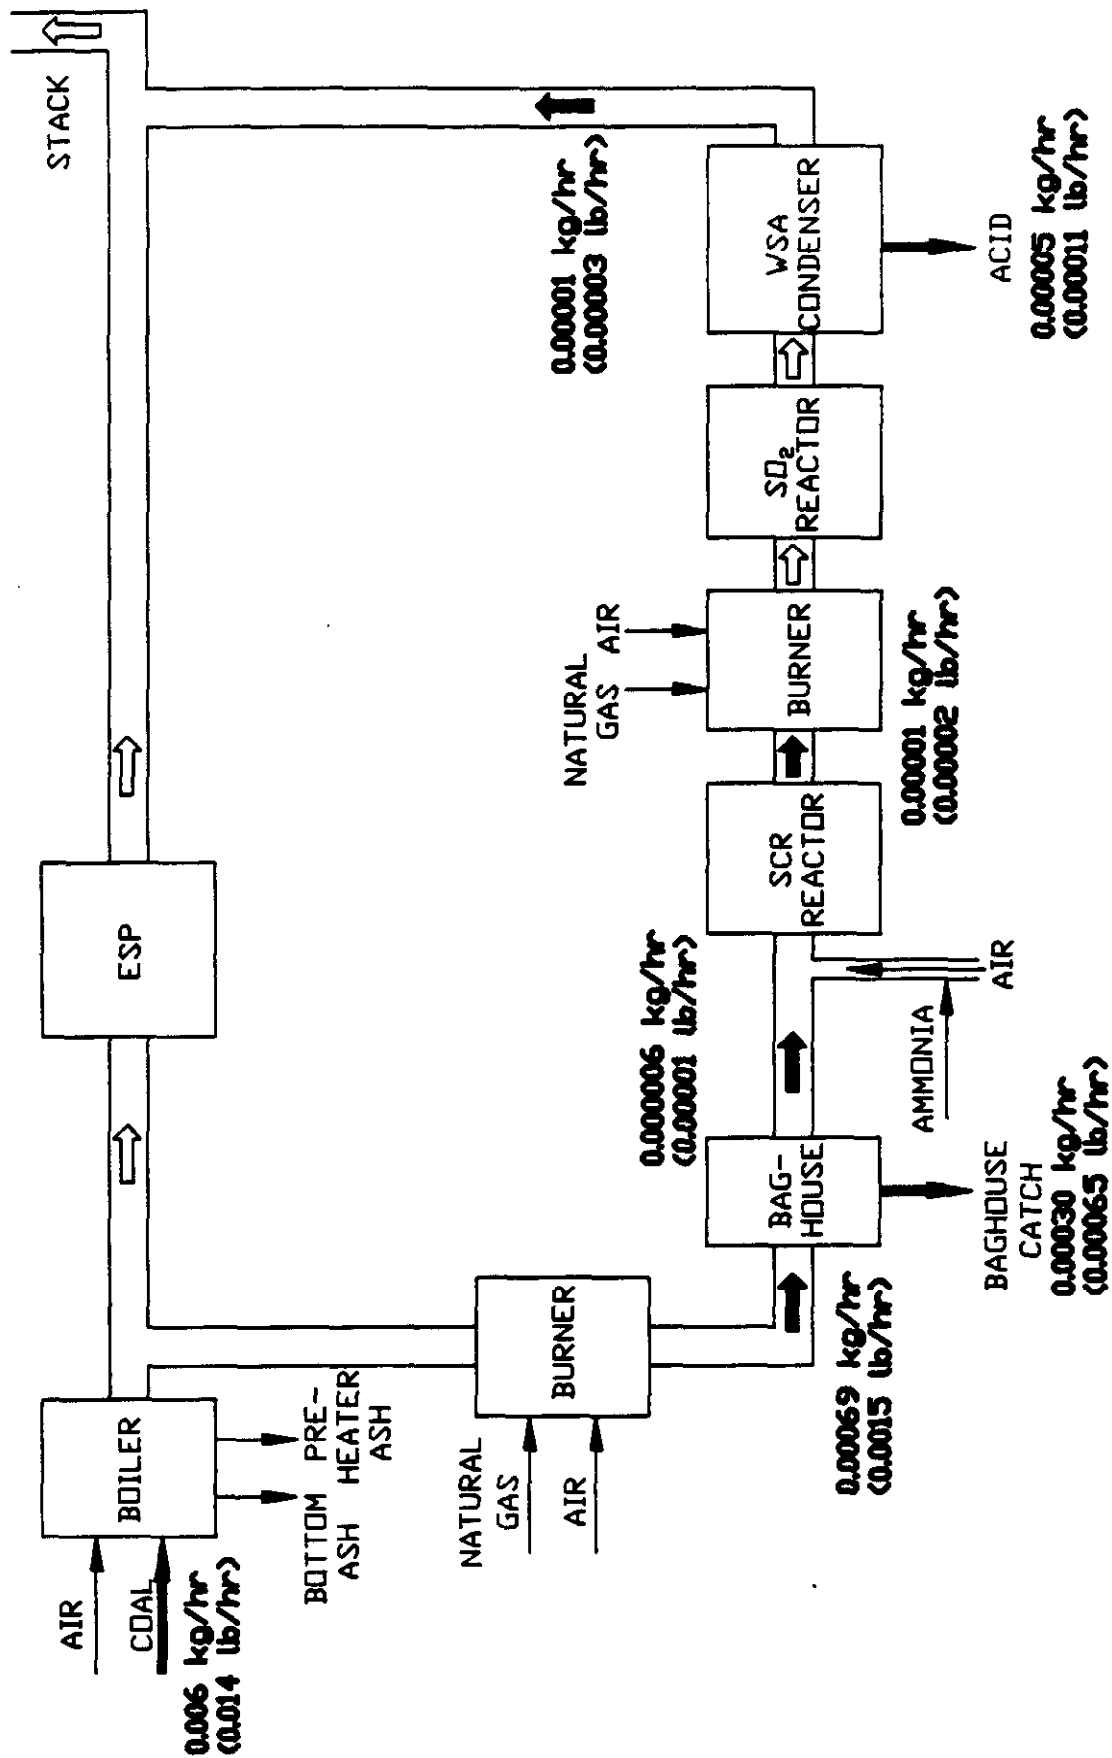 STACK
ESP
BOILER
AIR
COAL
0.006 kg/hr
(0.014 lb/hr)
BOTTOM
ASH
PRE-
HEATER
ASH
NATURAL
GAS
AIR
BURNER
0.00069 kg/hr
(0.0015 lb/hr)
BAG-
HOUSE
BAGHOUSE
CATCH
0.00030 kg/hr
(0.00065 lb/hr)
0.000006 kg/hr
(0.00001 lb/hr)
AMMONIA
AIR
SCR
REACTOR
0.00001 kg/hr
(0.00002 lb/hr)
NATURAL
GAS
AIR
BURNER
SO₂
REACTOR
WSA
CONDENSER
0.00001 kg/hr
(0.00003 lb/hr)
ACID
0.00005 kg/hr
(0.00011 lb/hr)